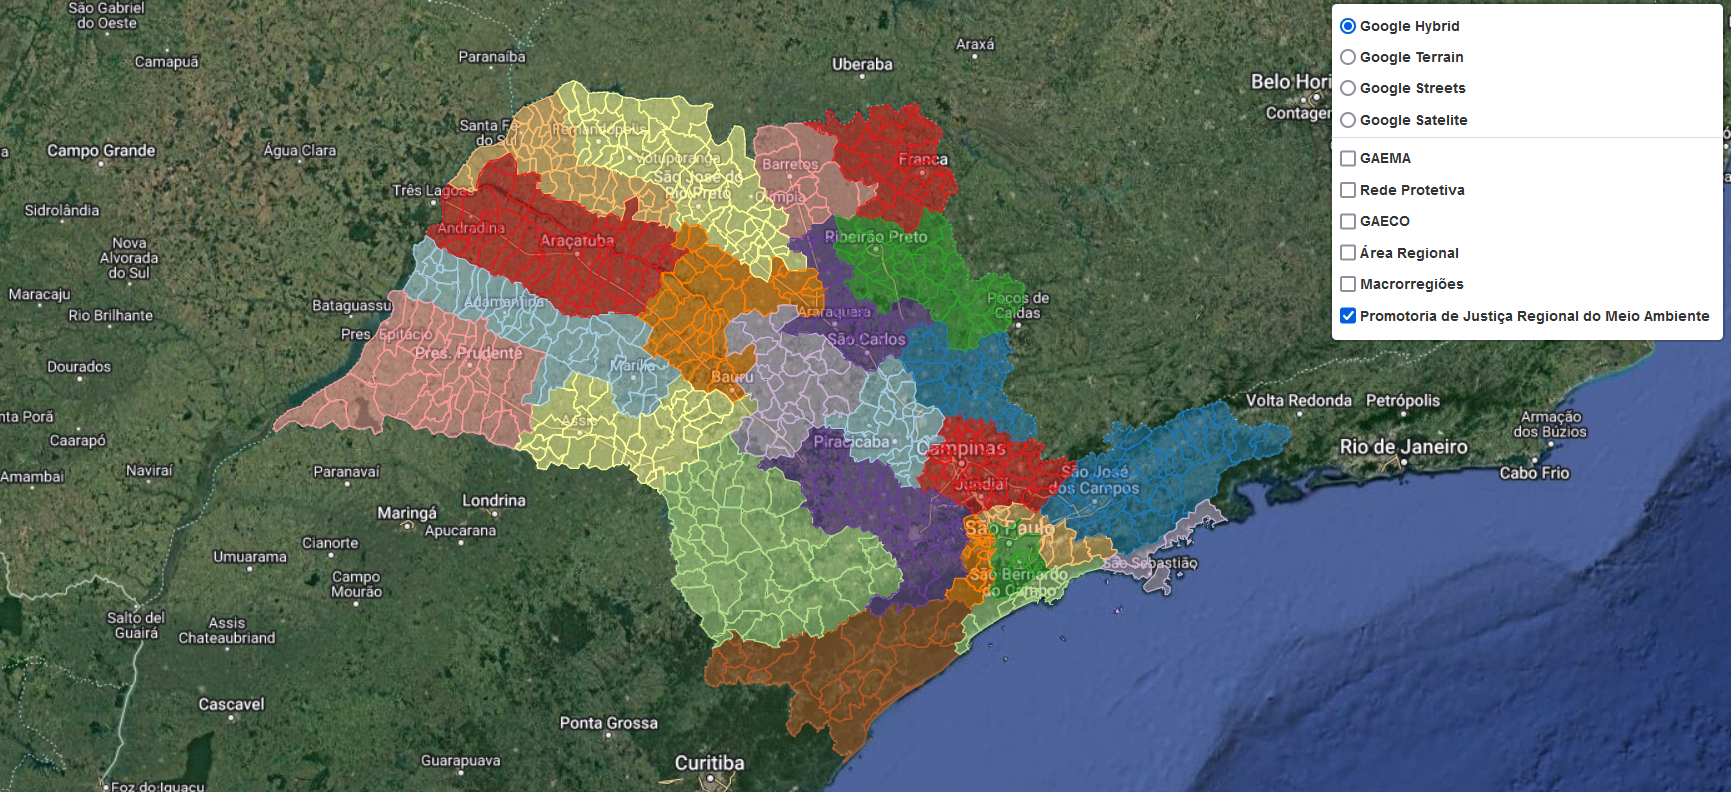 São Gabriel
do Oeste
Camapuã
Paranaíba
Araxá
Uberaba
Belo Hori
Contagem
Campo Grande
Água Clara
Santa Fé
do Sul
Fernandópolis
Votuporanga
São José do
Rio Preto
Barretos
Olímpia
Franca
Três Lagoas
Andradina
Araçatuba
Ribeirão Preto
Sidrolândia
Nova
Alvorada
do Sul
Maracaju
Rio Brilhante
Bataguassu
Adamantina
Pres. Epitácio
Pres. Prudente
Marília
Bauru
Araraquara
São Carlos
Poços de
Caldas
Dourados
nta Porã
Caarapó
Amambai
Naviraí
Assis
Piracicaba
Campinas
Jundiaí
São José
dos Campos
Volta Redonda
Petrópolis
Rio de Janeiro
Armação
dos Búzios
Cabo Frio
Paranavaí
Londrina
Maringá
Apucarana
Cianorte
Umuarama
Campo
Mourão
São Paulo
São Bernardo
do Campo
São Sebastião
Salto del
Guairá
Assis
Chateaubriand
Cascavel
Ponta Grossa
Guarapuava
Curitiba
Foz do Iguaçu
Google Hybrid
Google Terrain
Google Streets
Google Satelite
GAEMA
Rede Protetiva
GAECO
Área Regional
Macrorregiões
Promotoria de Justiça Regional do Meio Ambiente